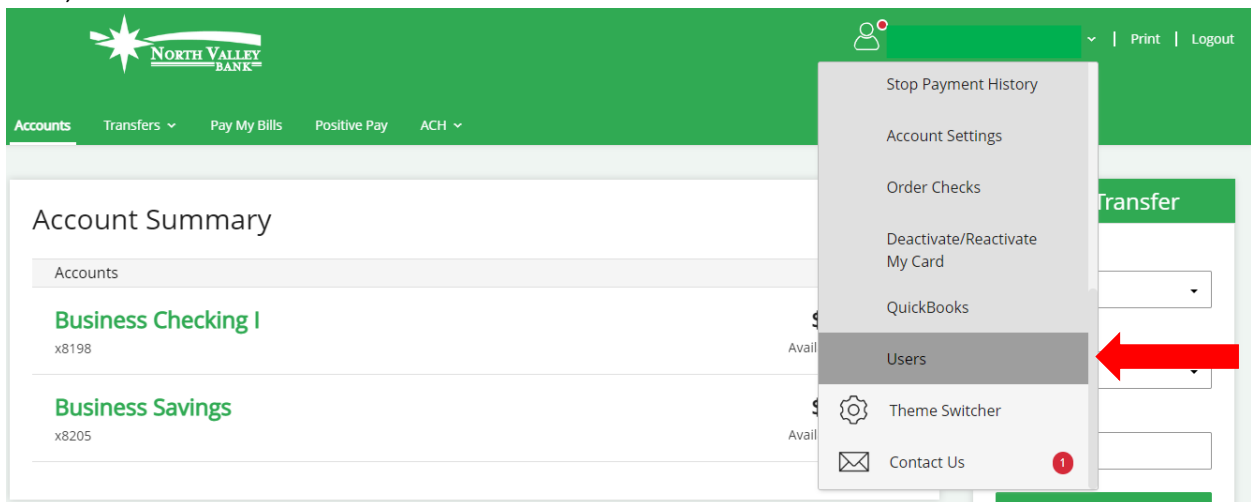 NORTH VALLEY
BANK
Print | Logout
Accounts Transfers Pay My Bills Positive Pay ACH
Stop Payment History
Account Settings
Order Checks
Deactivate/Reactivate
My Card
QuickBooks
Users
Theme Switcher
Contact Us 1
Account Summary
Accounts
Business Checking I
$
x8198
Avail
Business Savings
$
x8205
Avail
Transfer